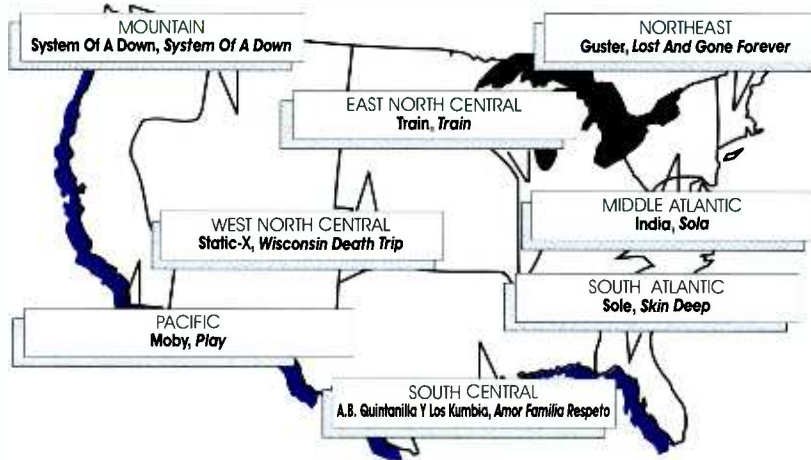 MOUNTAIN
System Of A Down, System Of A Down
NORTHEAST
Guster, Lost And Gone Forever
EAST NORTH CENTRAL
Train, Train
MIDDLE ATLANTIC
India, Sola
WEST NORTH CENTRAL
Static-X, Wisconsin Death Trip
SOUTH ATLANTIC
Sole, Skin Deep
PACIFIC
Moby, Play
SOUTH CENTRAL
A.B. Quintanilla Y Los Kumbia, Amor Familia Respeto